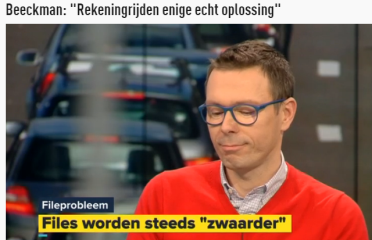 Beeckman: "Rekeningrijden enige echt oplossing"
Fileprobleem
Files worden steeds "zwaarder"